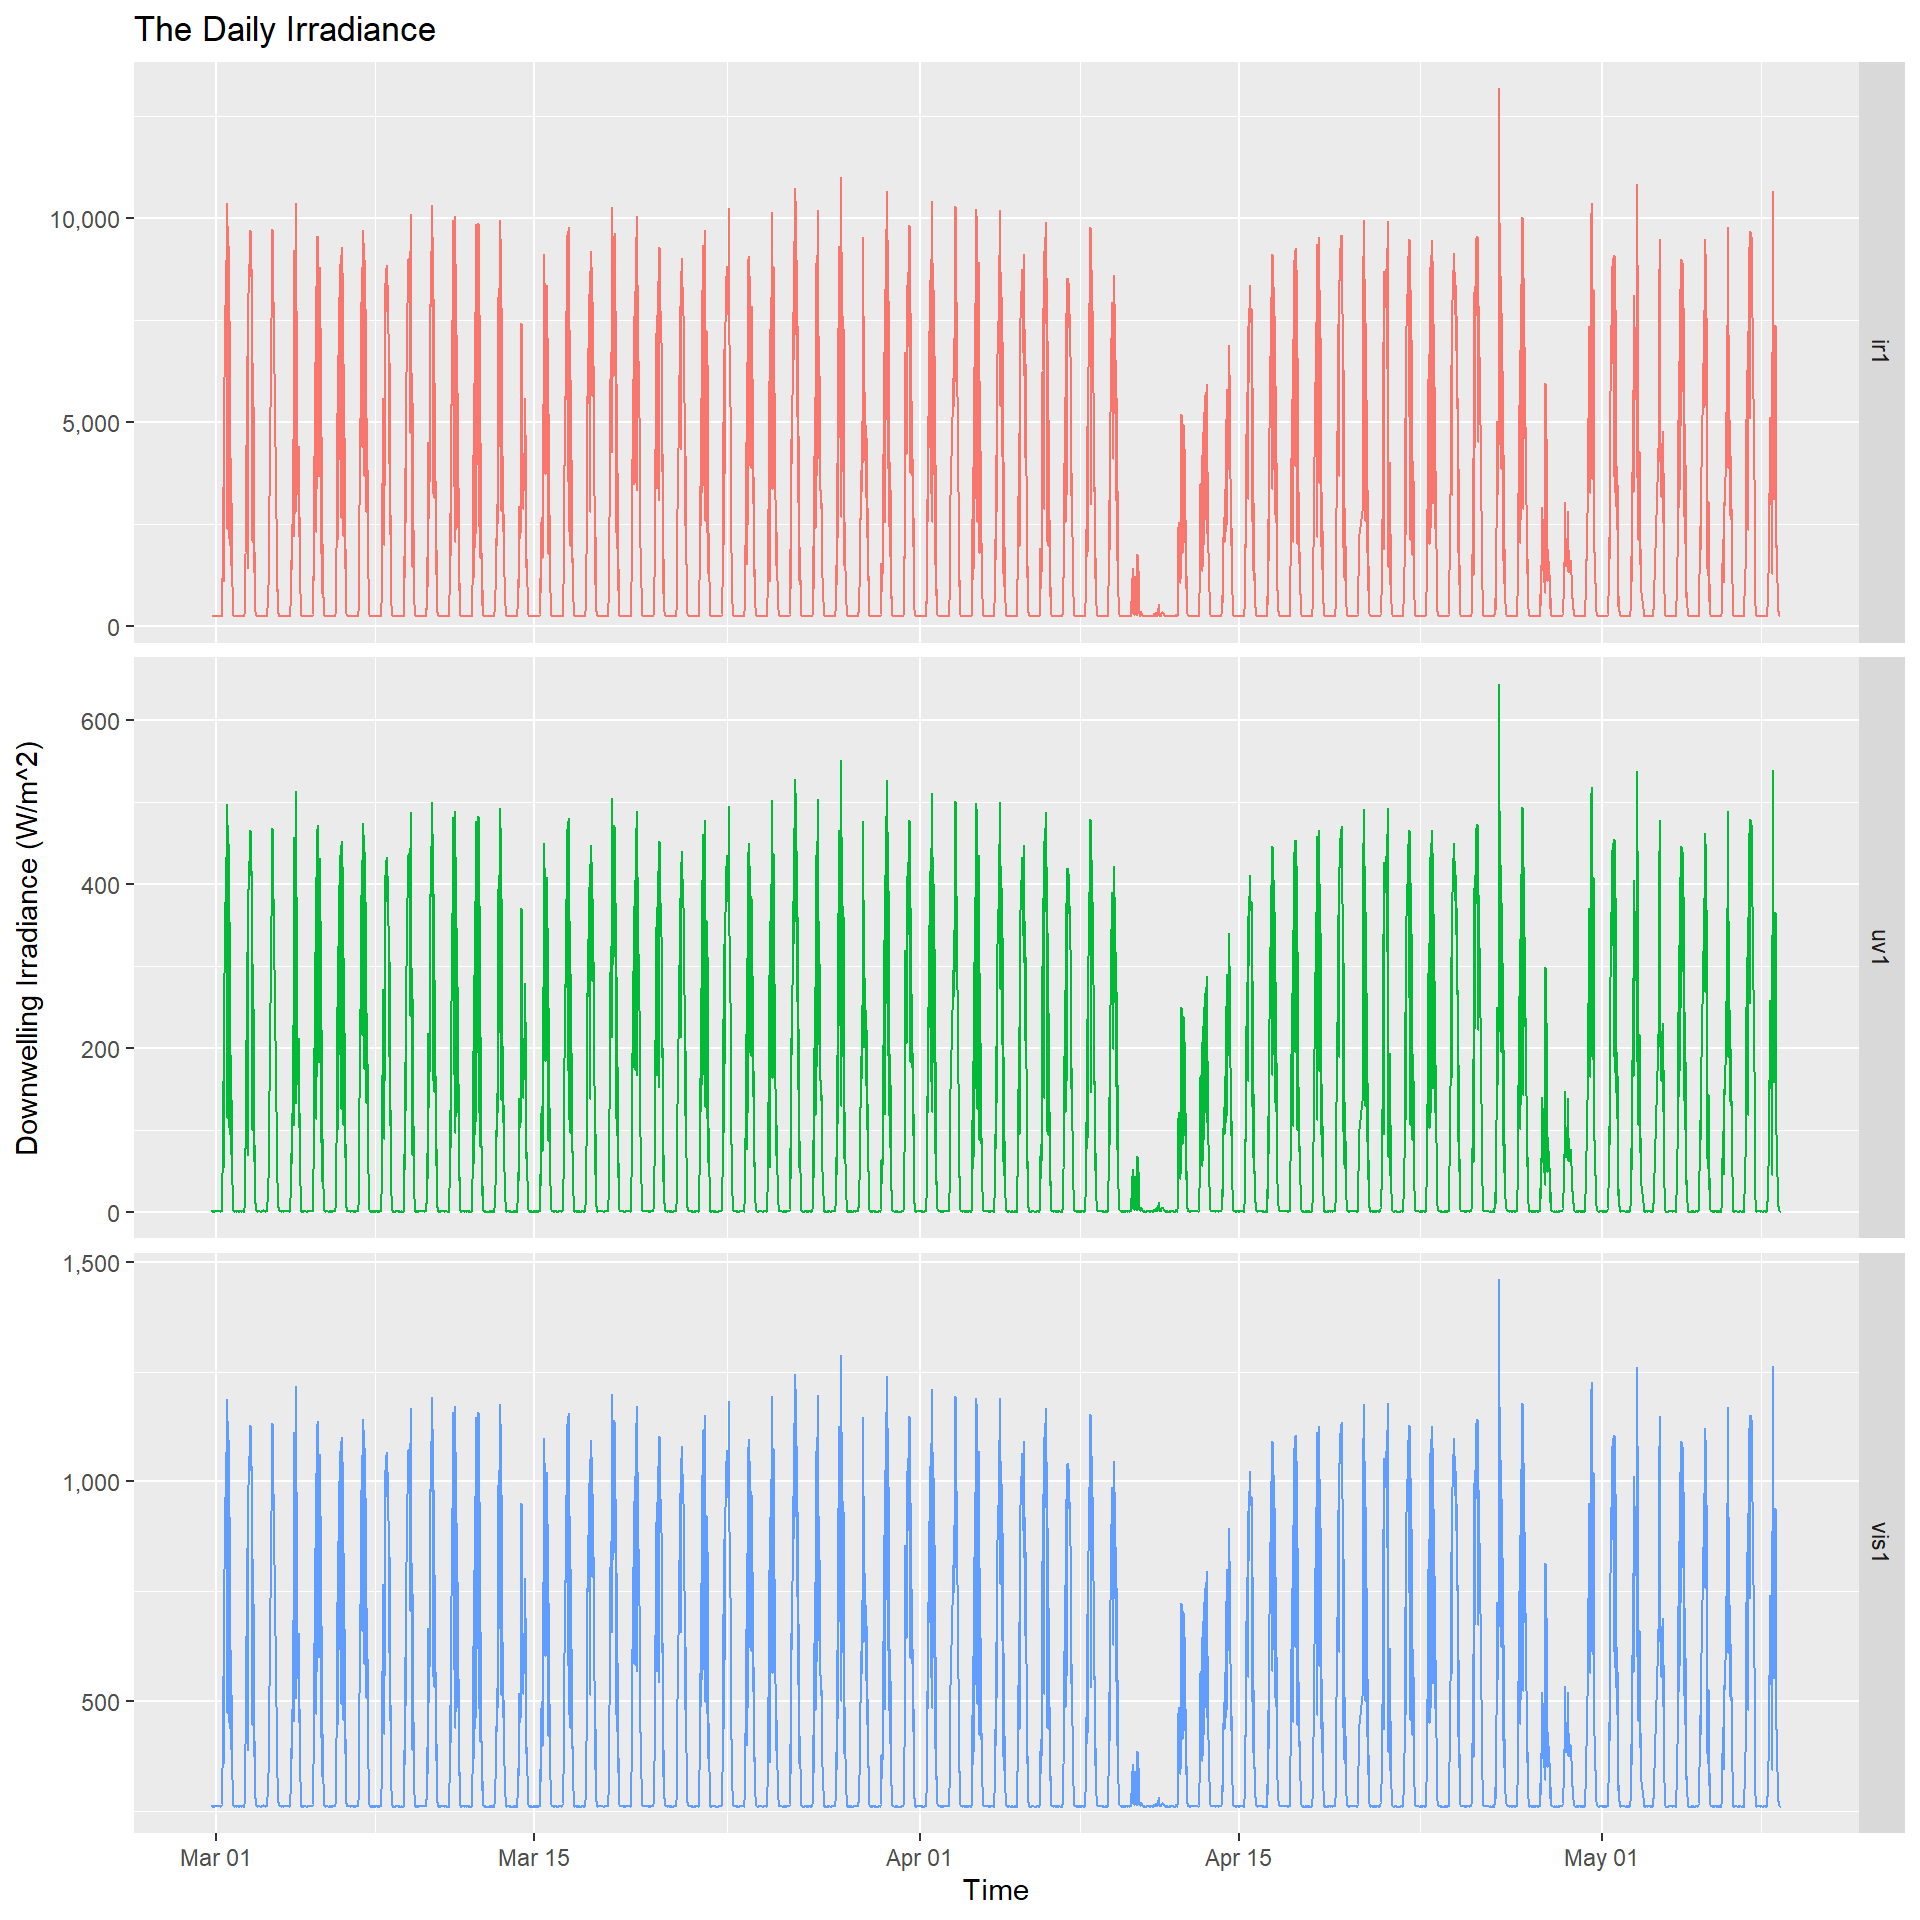 The Daily Irradiance
10,000
5,000
0
ir1
Downwelling Irradiance (W/m^2)
600
400
200
0
uv1
1,500
1,000
500
vis1
Mar 01
Mar 15
Apr 01
Apr 15
May 01
Time